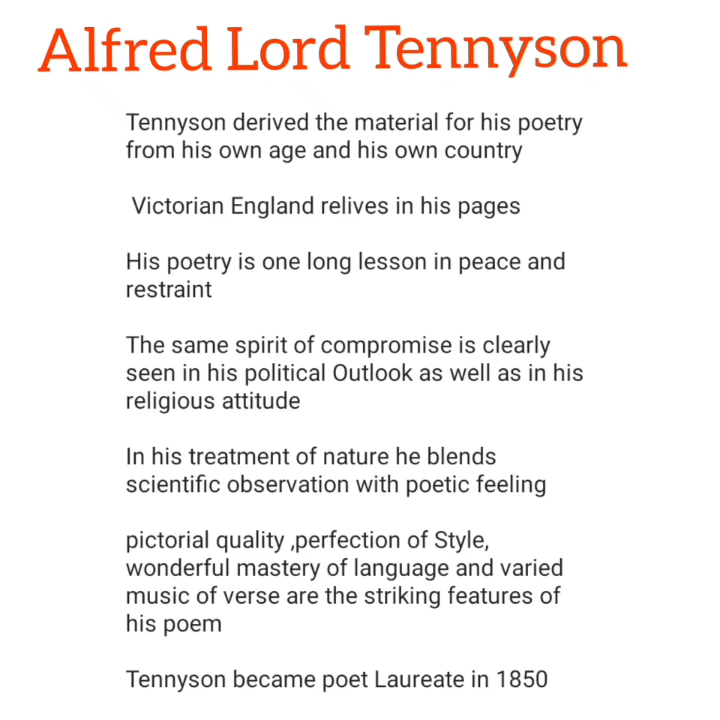 Alfred Lord Tennyson
Tennyson derived the material for his poetry
from his own age and his own country
Victorian England relives in his pages
His poetry is one long lesson in peace and
restraint
The same spirit of compromise is clearly
seen in his political Outlook as well as in his
religious attitude
In his treatment of nature he blends
scientific observation with poetic feeling
pictorial quality ,perfection of Style,
wonderful mastery of language and varied
music of verse are the striking features of
his poem
Tennyson became poet Laureate in 1850